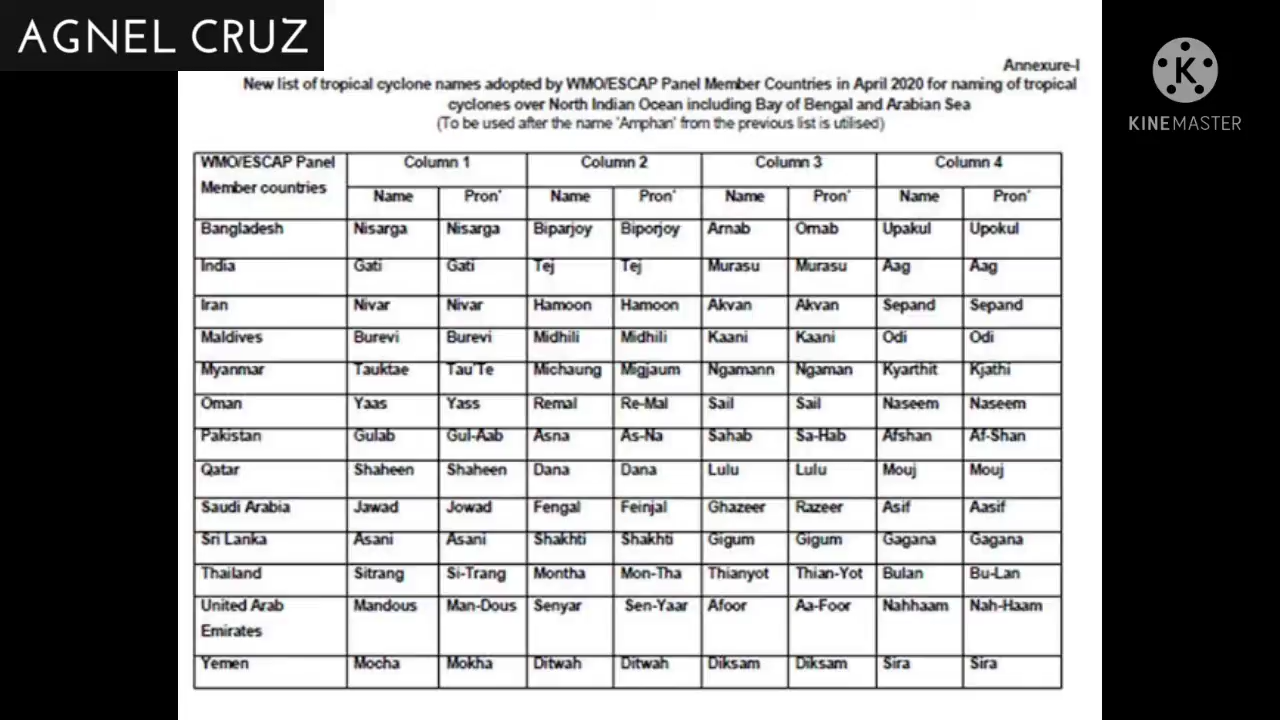 AGNEL CRUZ
K
KINEMASTER
Annexure-I
New list of tropical cyclone names adopted by WMO/ESCAP Panel Member Countries in April 2020 for naming of tropical
cyclones over North Indian Ocean including Bay of Bengal and Arabian Sea
(To be used after the name 'Amphan' from the previous list is utilised)
WMO/ESCAP Panel Member countries Column 1 Column 2 Column 3 Column 4
Name Pron' Name Pron' Name Pron' Name Pron'
Bangladesh Nisarga Nisarga Biparjoy Biporjoy Arnab Ornab Upakul Upokul
India Gati Gati Tej Tej Murasu Murasu Aag Aag
Iran Nivar Nivar Hamoon Hamoon Akvan Akvan Sepand Sepand
Maldives Burevi Burevi Midhili Midhili Kaani Kaani Odi Odi
Myanmar Tauktae Tau'Te Michaung Migjaum Ngamann Ngaman Kyarthit Kjathi
Oman Yaas Yass Remal Re-Mal Sail Sail Naseem Naseem
Pakistan Gulab Gul-Aab Asna As-Na Sahab Sa-Hab Afshan Af-Shan
Qatar Shaheen Shaheen Dana Dana Lulu Lulu Mouj Mouj
Saudi Arabia Jawad Jowad Fengal Feinjal Ghazeer Razeer Asif Aasif
Sri Lanka Asani Asani Shakhti Shakhti Gigum Gigum Gagana Gagana
Thailand Sitrang Si-Trang Montha Mon-Tha Thianyot Thian-Yot Bulan Bu-Lan
United Arab Emirates Mandous Man-Dous Senyar Sen-Yaar Afoor Aa-Foor Nahhaam Nah-Haam
Yemen Mocha Mokha Ditwah Ditwah Diksam Diksam Sira Sira